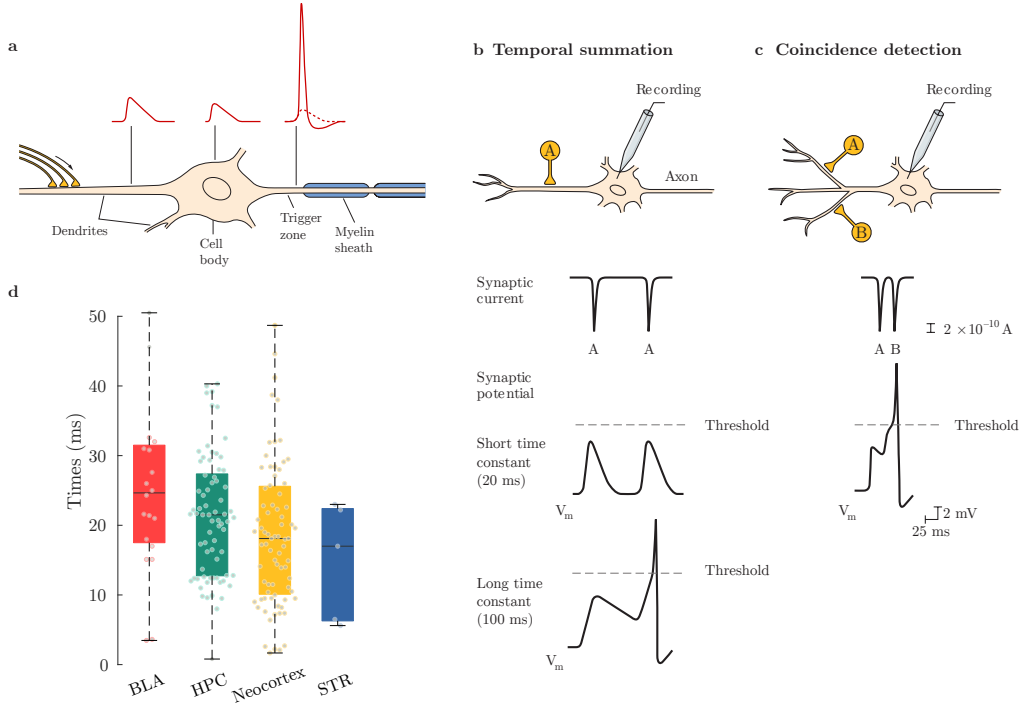 a
Dendrites
Cell
body
Trigger
zone
Myelin
sheath
b Temporal summation
Recording
A
Axon
Synaptic
current
A A
Synaptic
potential
Threshold
Short time
constant
(20 ms)
Vm
Threshold
Long time
constant
(100 ms)
Vm
c Coincidence detection
Recording
A
B
2 ×10⁻¹⁰ A
A B
Threshold
Vm
2 mV
25 ms
d
Times (ms)
50
40
30
20
10
0
BLA
HPC
Neocortex
STR